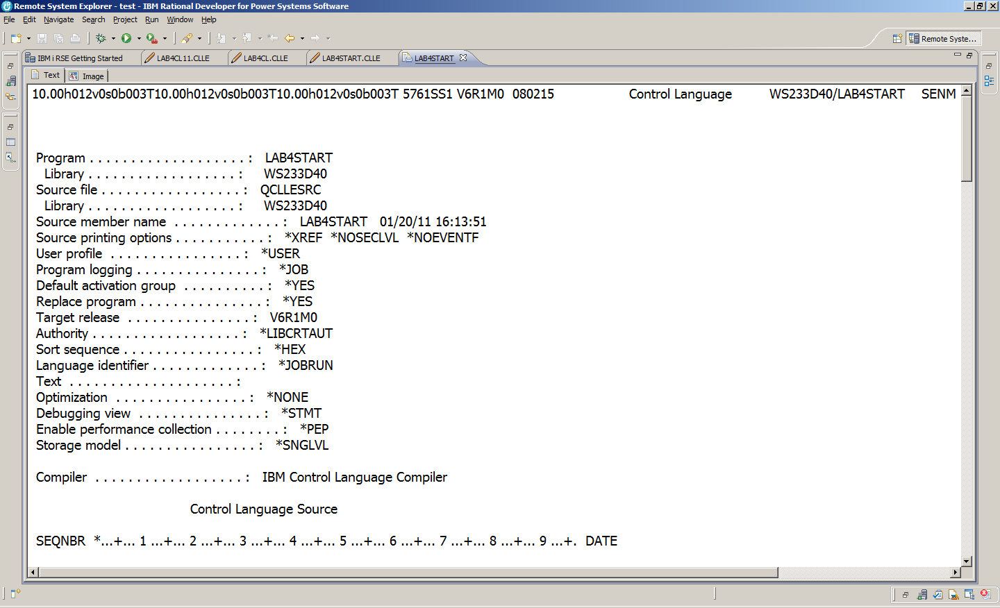 Remote System Explorer - test - IBM Rational Developer for Power Systems Software
File Edit Navigate Search Project Run Window Help
Remote Syste...
IBM i RSE Getting Started LAB4CL11.CLLE LAB4CL.CLLE LAB4START.CLLE LAB4START
Text Image
10.00h012v0s0b003T10.00h012v0s0b003T10.00h012v0s0b003T 5761SS1 V6R1M0 080215 Control Language WS233D40/LAB4START SENM
Program . . . . . . . . . . . . . . . . . . . : LAB4START
Library . . . . . . . . . . . . . . . . . . : WS233D40
Source file . . . . . . . . . . . . . . . . . : QCLLESRC
Library . . . . . . . . . . . . . . . . . . : WS233D40
Source member name . . . . . . . . . . . . . : LAB4START 01/20/11 16:13:51
Source printing options . . . . . . . . . . . : *XREF *NOSECLVL *NOEVENTF
User profile . . . . . . . . . . . . . . . . : *USER
Program logging . . . . . . . . . . . . . . . : *JOB
Default activation group . . . . . . . . . . : *YES
Replace program . . . . . . . . . . . . . . . : *YES
Target release . . . . . . . . . . . . . . . : V6R1M0
Authority . . . . . . . . . . . . . . . . . . : *LIBCRTAUT
Sort sequence . . . . . . . . . . . . . . . . : *HEX
Language identifier . . . . . . . . . . . . . : *JOBRUN
Text . . . . . . . . . . . . . . . . . . . . :
Optimization . . . . . . . . . . . . . . . . : *NONE
Debugging view . . . . . . . . . . . . . . . : *STMT
Enable performance collection . . . . . . . . : *PEP
Storage model . . . . . . . . . . . . . . . . : *SNGLVL
Compiler . . . . . . . . . . . . . . . . . . : IBM Control Language Compiler
Control Language Source
SEQNBR *...+... 1 ...+... 2 ...+... 3 ...+... 4 ...+... 5 ...+... 6 ...+... 7 ...+... 8 ...+... 9 ...+. DATE